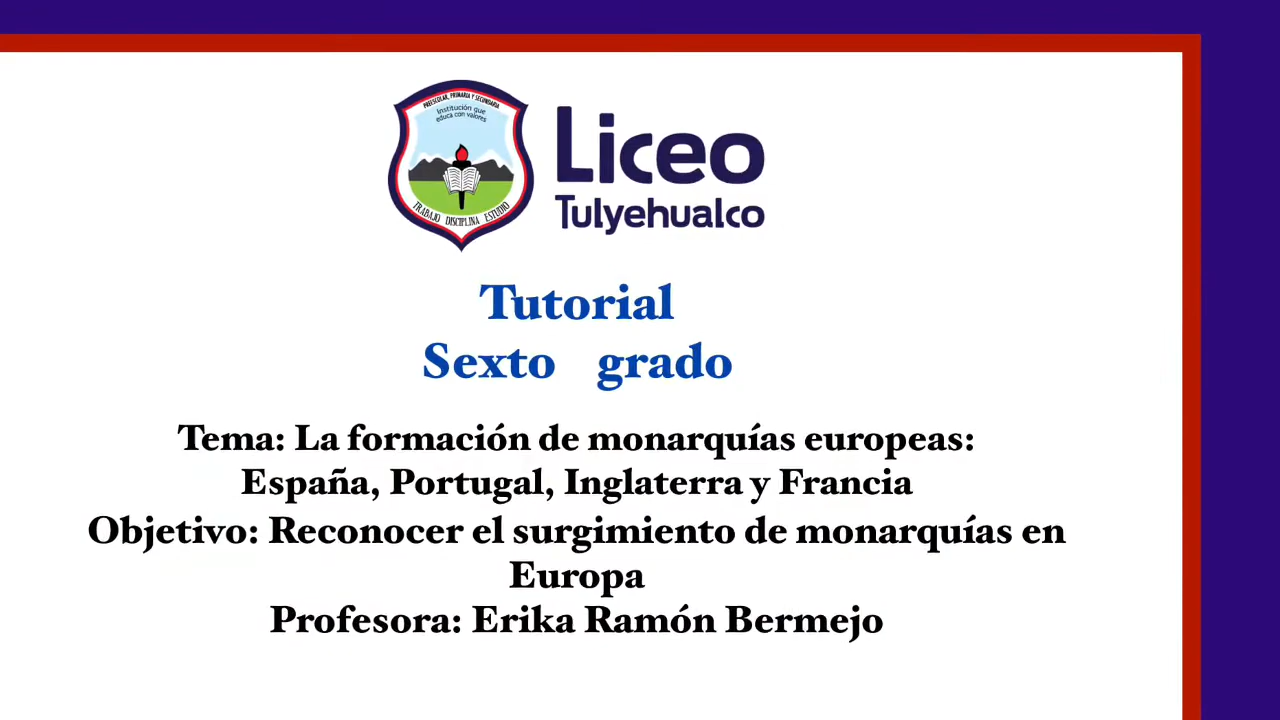 PREESCOLAR, PRIMARIA Y SECUNDARIA
Institución que
educa con valores
TRABAJO DISCIPLINA ESTUDIO
Liceo
Tulyehualco
Tutorial
Sexto grado
Tema: La formación de monarquías europeas:
España, Portugal, Inglaterra y Francia
Objetivo: Reconocer el surgimiento de monarquías en
Europa
Profesora: Erika Ramón Bermejo